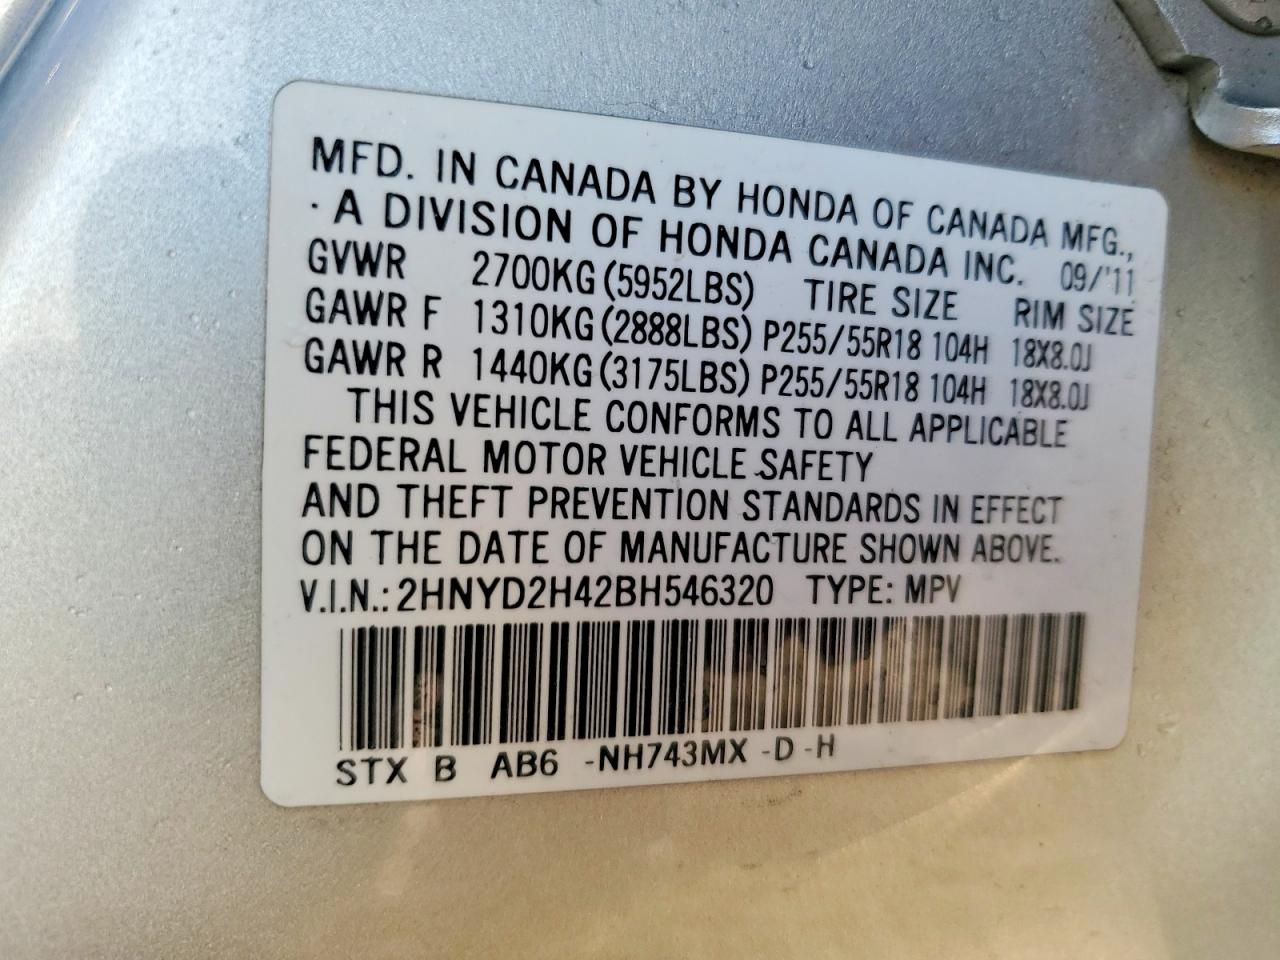 MFD. IN CANADA BY HONDA OF CANADA MFG.,
· A DIVISION OF HONDA CANADA INC. 09/'11
GVWR 2700KG (5952LBS) TIRE SIZE RIM SIZE
GAWR F 1310KG (2888LBS) P255/55R18 104H 18X8.0J
GAWR R 1440KG (3175LBS) P255/55R18 104H 18X8.0J
THIS VEHICLE CONFORMS TO ALL APPLICABLE
FEDERAL MOTOR VEHICLE SAFETY
AND THEFT PREVENTION STANDARDS IN EFFECT
ON THE DATE OF MANUFACTURE SHOWN ABOVE.
V.I.N.: 2HNYD2H42BH546320 TYPE: MPV
STX B AB6 -NH743MX -D -H